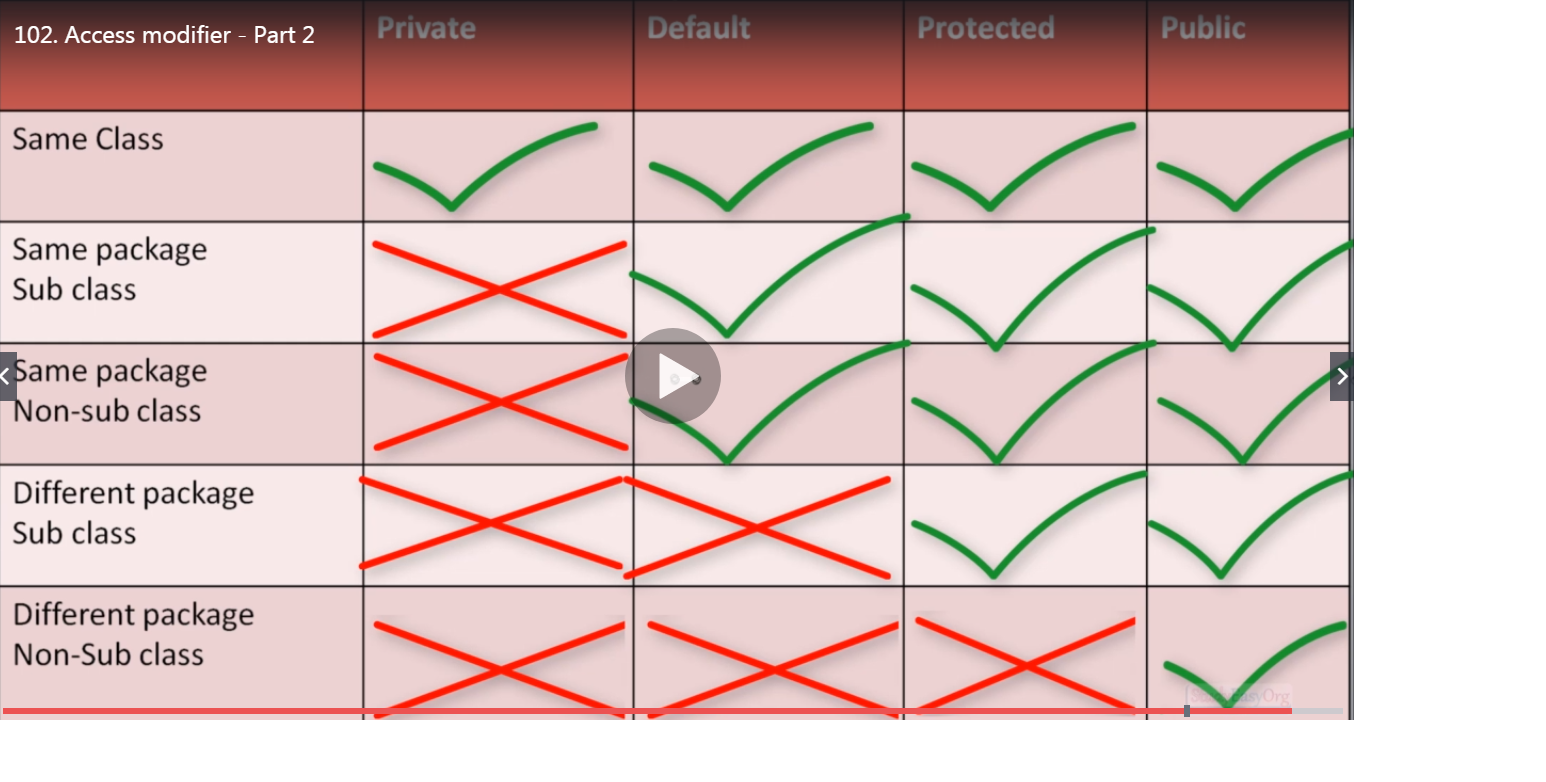 102. Access modifier - Part 2
Private
Default
Protected
Public
Same Class
Same package
Sub class
Same package
Non-sub class
Different package
Sub class
Different package
Non-Sub class